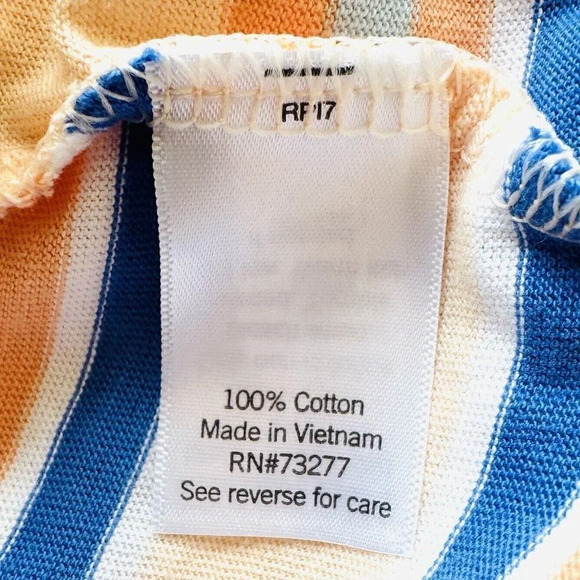 RP17
100% Cotton
Made in Vietnam
RN#73277
See reverse for care